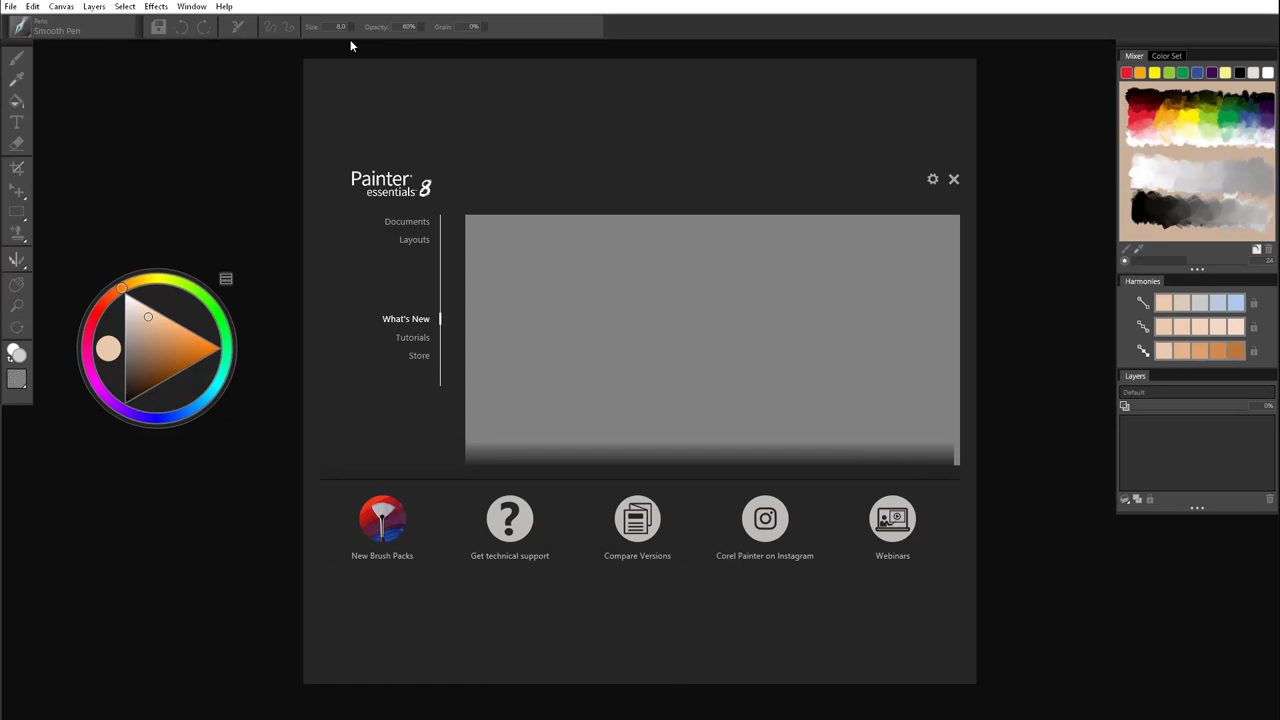 File Edit Canvas Layers Select Effects Window Help
Pens
Smooth Pen
Size: 8.0 Opacity: 60% Grain: 0%
Mixer Color Set
Painter
essentials 8
Documents
Layouts
What's New
Tutorials
Store
24
Harmonies
Layers
Default
0%
New Brush Packs Get technical support Compare Versions Corel Painter on Instagram Webinars